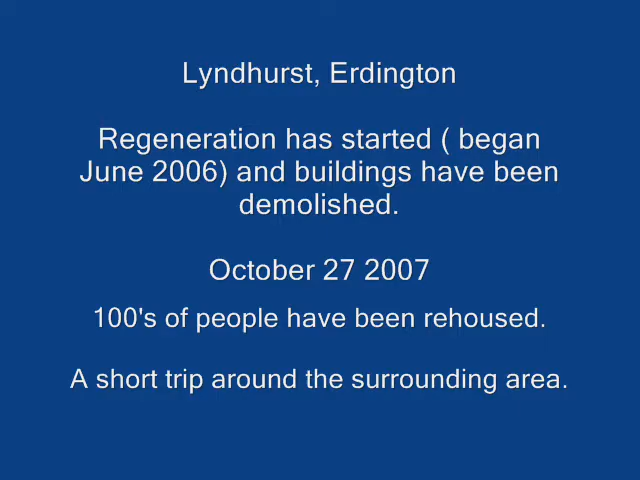 Lyndhurst, Erdington
Regeneration has started ( began
June 2006) and buildings have been
demolished.
October 27 2007
100's of people have been rehoused.
A short trip around the surrounding area.